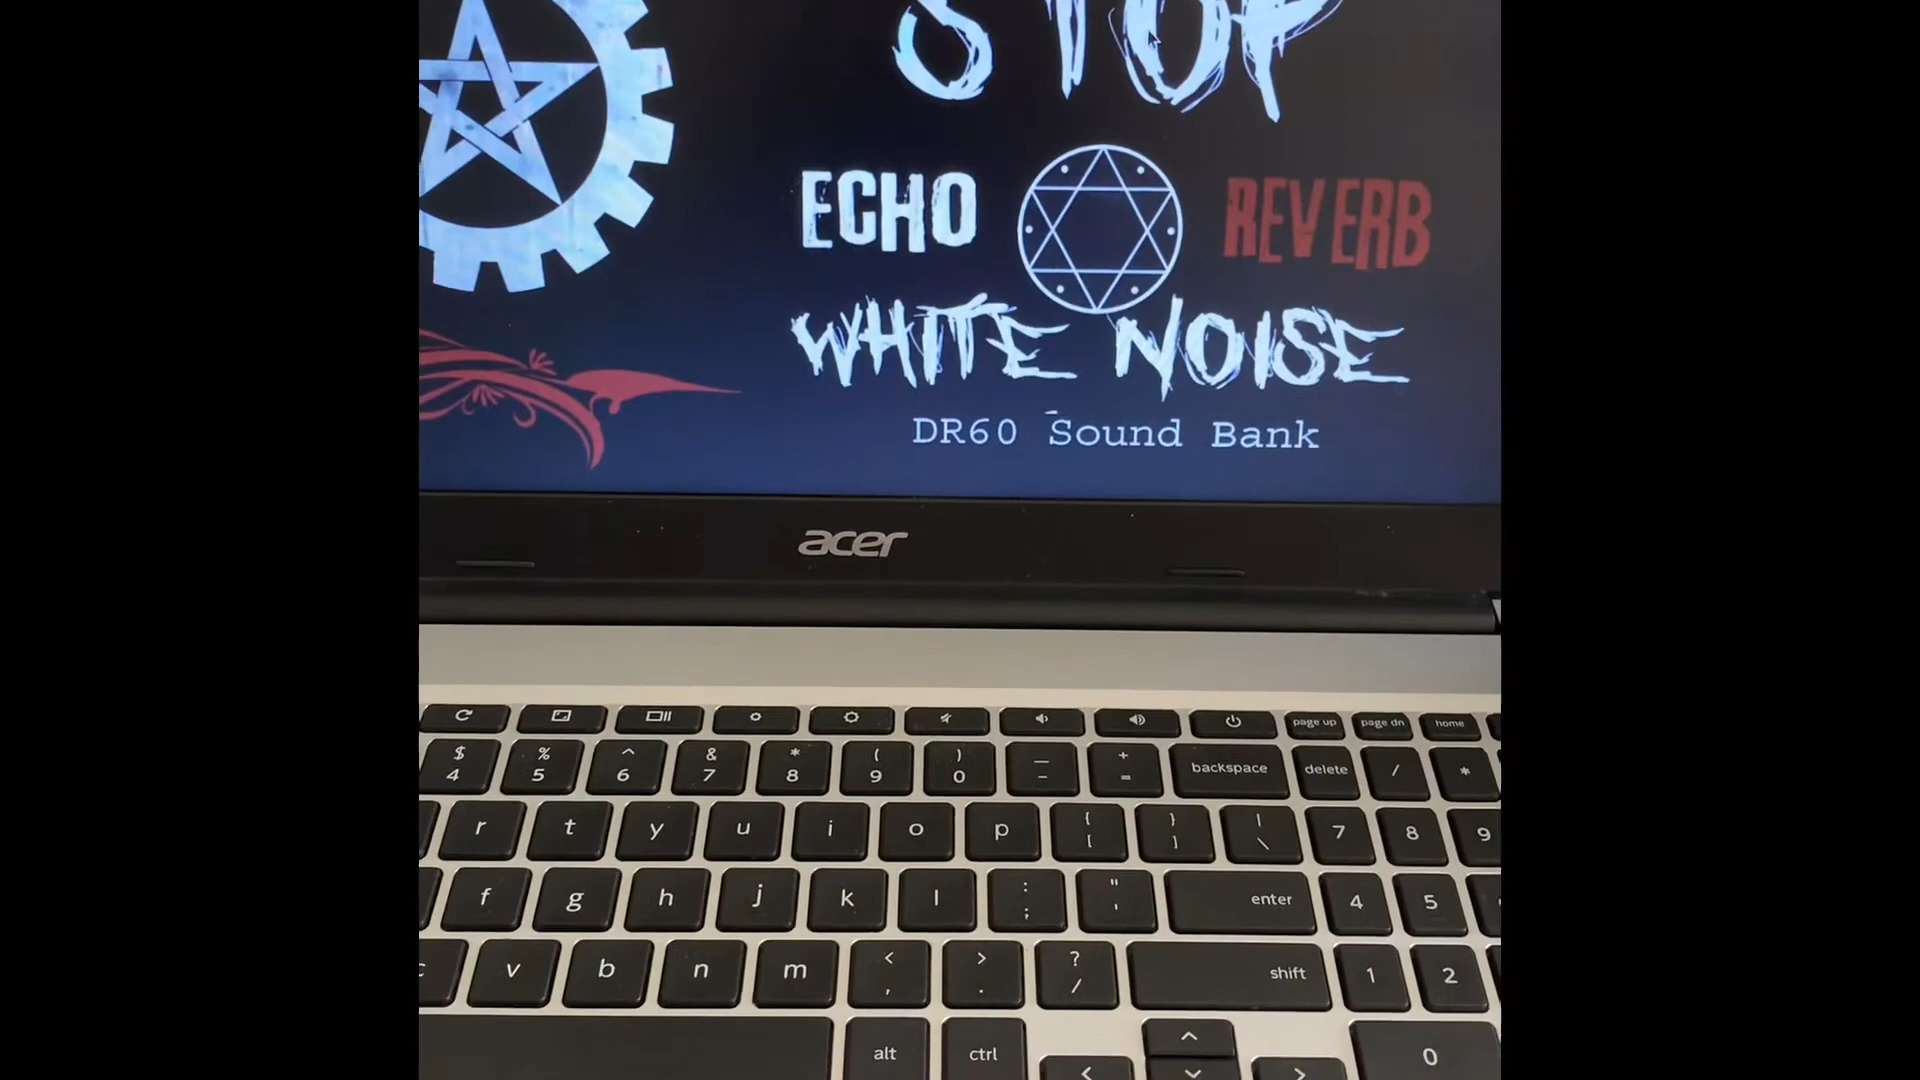 STOP
ECHO REVERB
WHITE NOISE
DR60 Sound Bank
acer
page up page dn home
$ % ^ & * ( ) — +
4 5 6 7 8 9 0 - = backspace delete / *
r t y u i o p { [ } ] | \ 7 8 9
f g h j k l : ; " ' enter 4 5
c v b n m < , > . ? / shift 1 2
alt ctrl 0